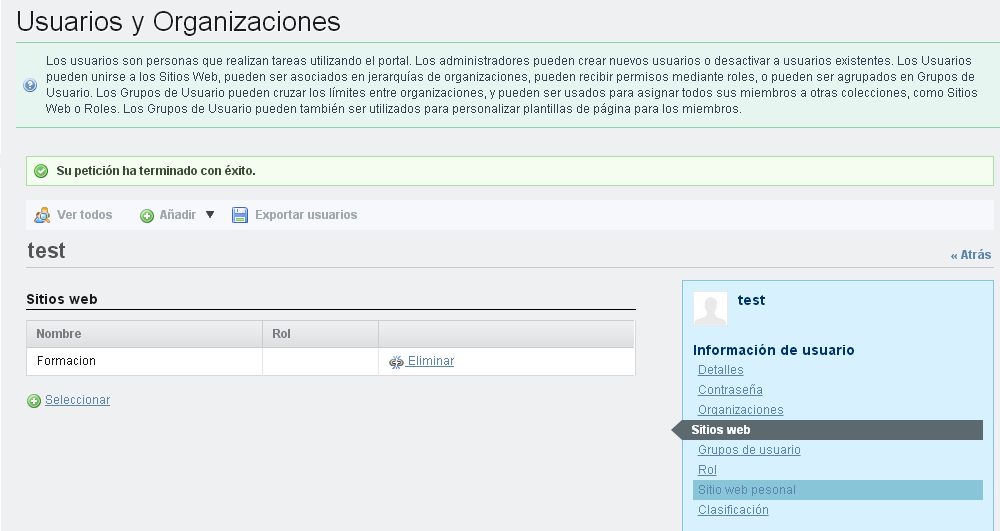 Usuarios y Organizaciones
Los usuarios son personas que realizan tareas utilizando el portal. Los administradores pueden crear nuevos usuarios o desactivar a usuarios existentes. Los Usuarios
pueden unirse a los Sitios Web, pueden ser asociados en jerarquías de organizaciones, pueden recibir permisos mediante roles, o pueden ser agrupados en Grupos de
Usuario. Los Grupos de Usuario pueden cruzar los límites entre organizaciones, y pueden ser usados para asignar todos sus miembros a otras colecciones, como Sitios
Web o Roles. Los Grupos de Usuario pueden también ser utilizados para personalizar plantillas de página para los miembros.
Su petición ha terminado con éxito.
Ver todos Añadir Exportar usuarios
test
« Atrás
Sitios web
Nombre Rol
Formacion Eliminar
Seleccionar
test
Información de usuario
Detalles
Contraseña
Organizaciones
Sitios web
Grupos de usuario
Rol
Sitio web pesonal
Clasificación